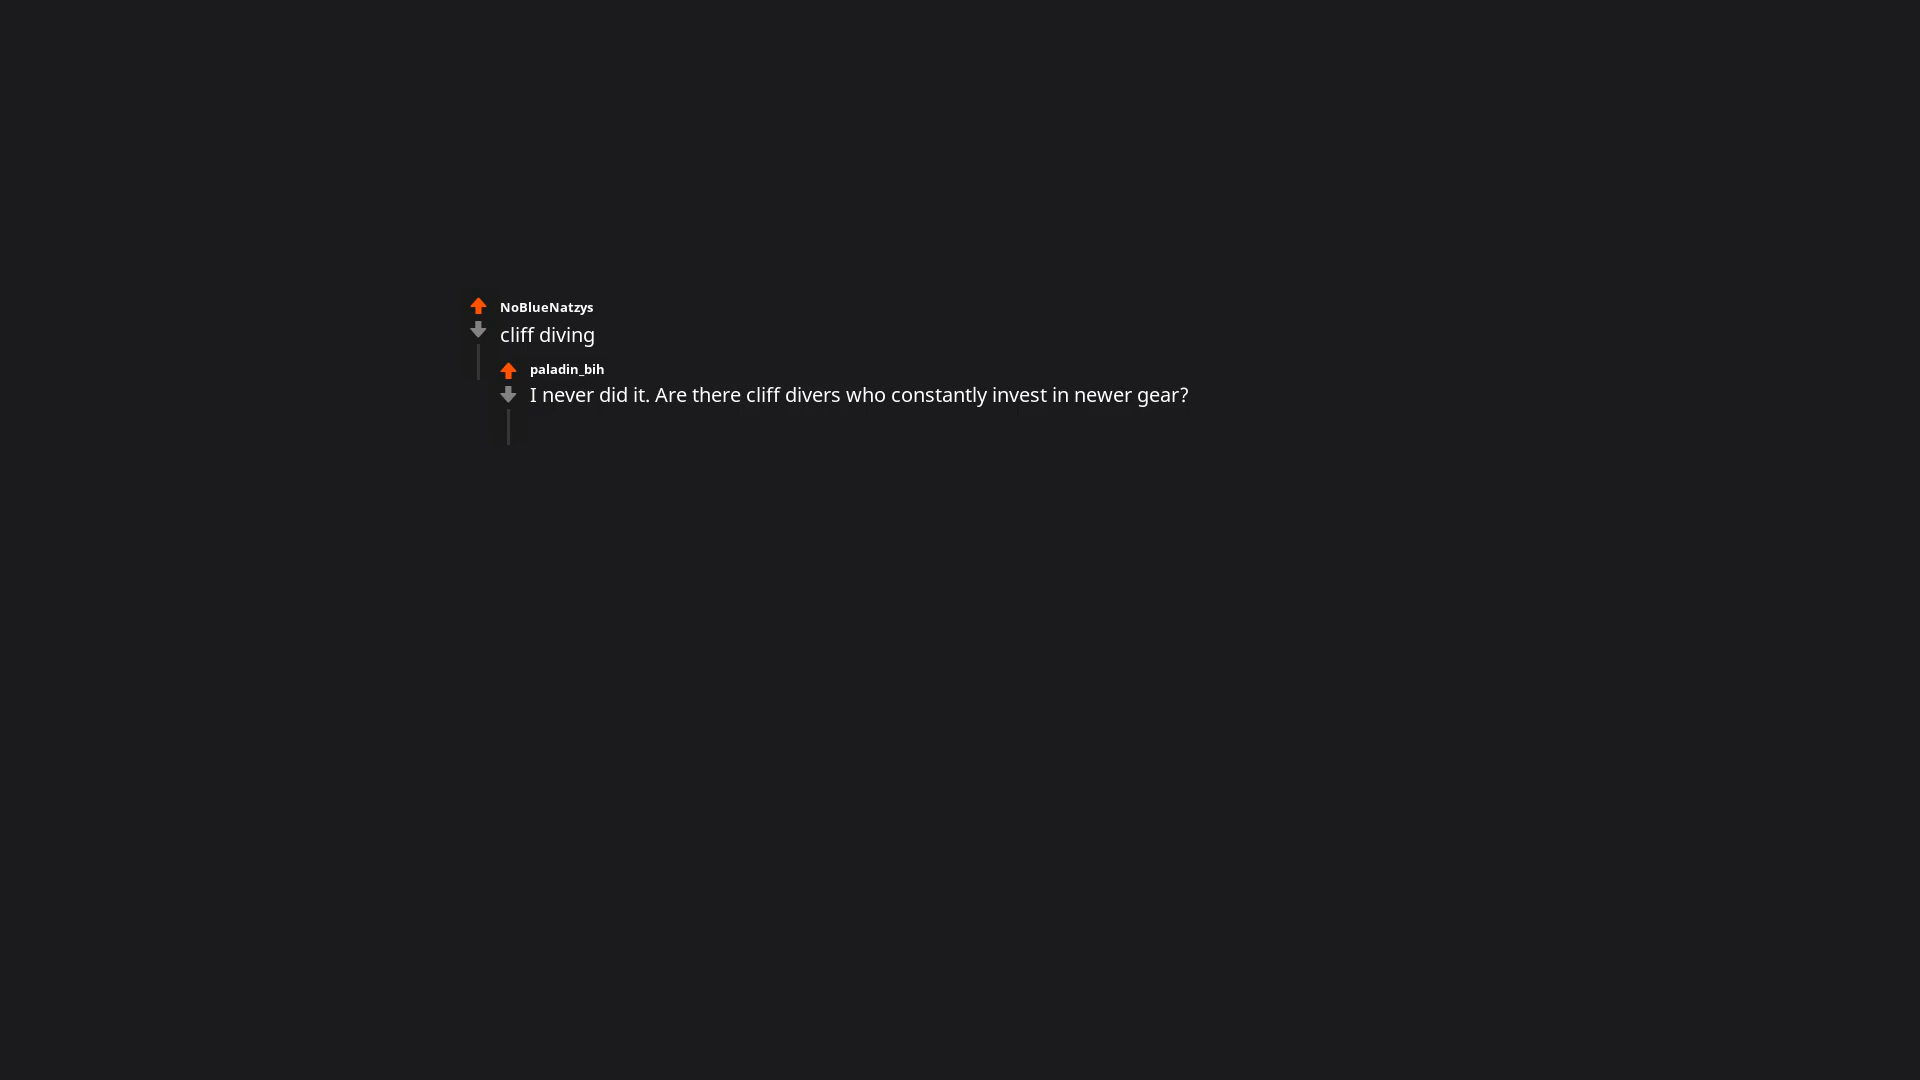 NoBlueNatzys
cliff diving
paladin_bih
I never did it. Are there cliff divers who constantly invest in newer gear?